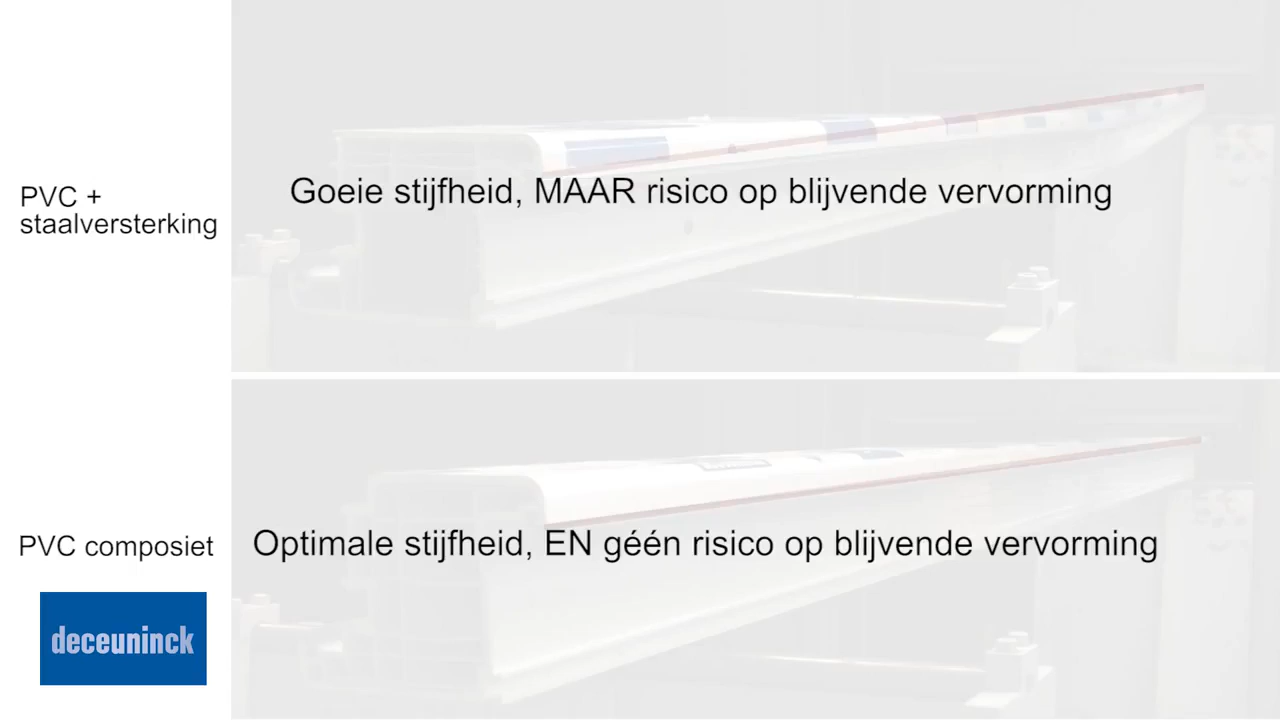 PVC +
staalversterking
Goeie stijfheid, MAAR risico op blijvende vervorming
PVC composiet
Optimale stijfheid, EN géén risico op blijvende vervorming
deceuninck